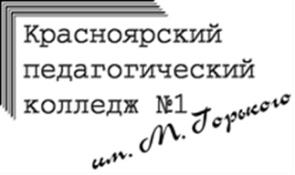 Красноярский
педагогический
колледж №1
им. М. Горького